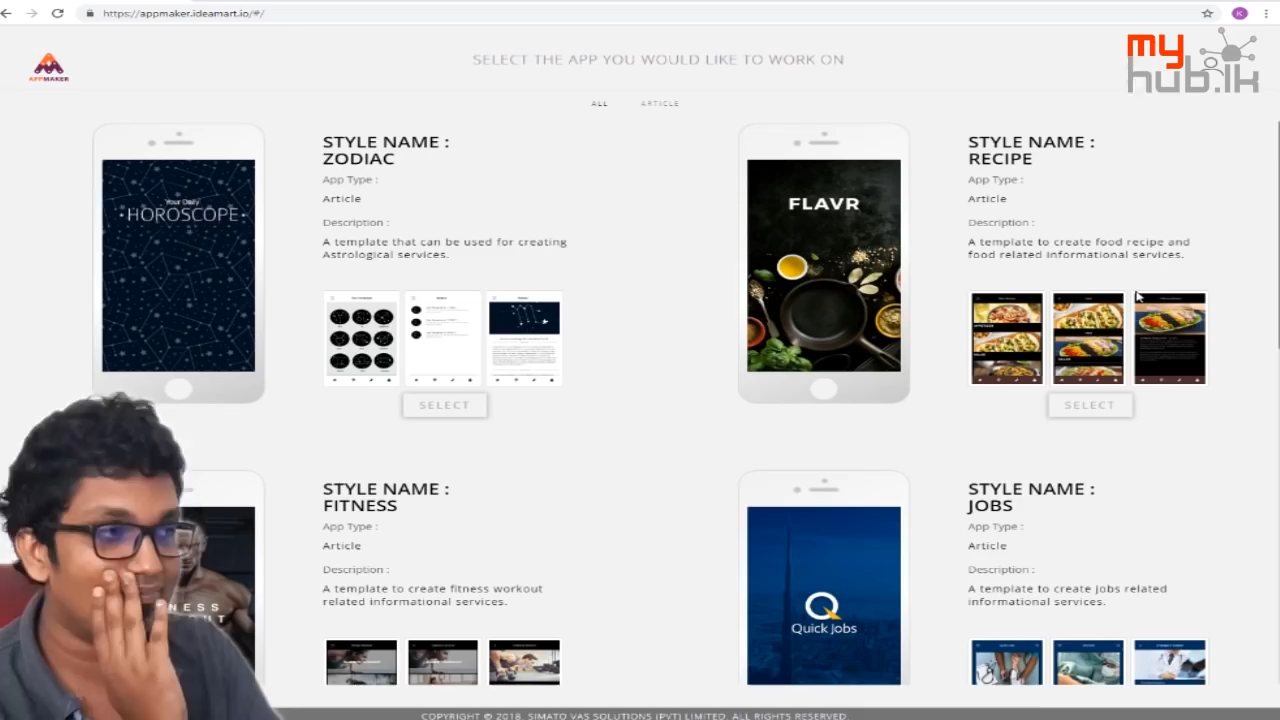 https://appmaker.ideamart.io/#/
my
hub.lk
APPMAKER
SELECT THE APP YOU WOULD LIKE TO WORK ON
ALL ARTICLE
STYLE NAME :
ZODIAC
App Type :
Article
Description :
A template that can be used for creating
Astrological services.
SELECT
Your Daily
HOROSCOPE
STYLE NAME :
RECIPE
App Type :
Article
Description :
A template to create food recipe and
food related informational services.
SELECT
FLAVR
STYLE NAME :
FITNESS
App Type :
Article
Description :
A template to create fitness workout
related informational services.
NESS
UT
STYLE NAME :
JOBS
App Type :
Article
Description :
A template to create jobs related
informational services.
Quick Jobs
COPYRIGHT © 2018. SIMATO VAS SOLUTIONS (PVT) LIMITED. ALL RIGHTS RESERVED.